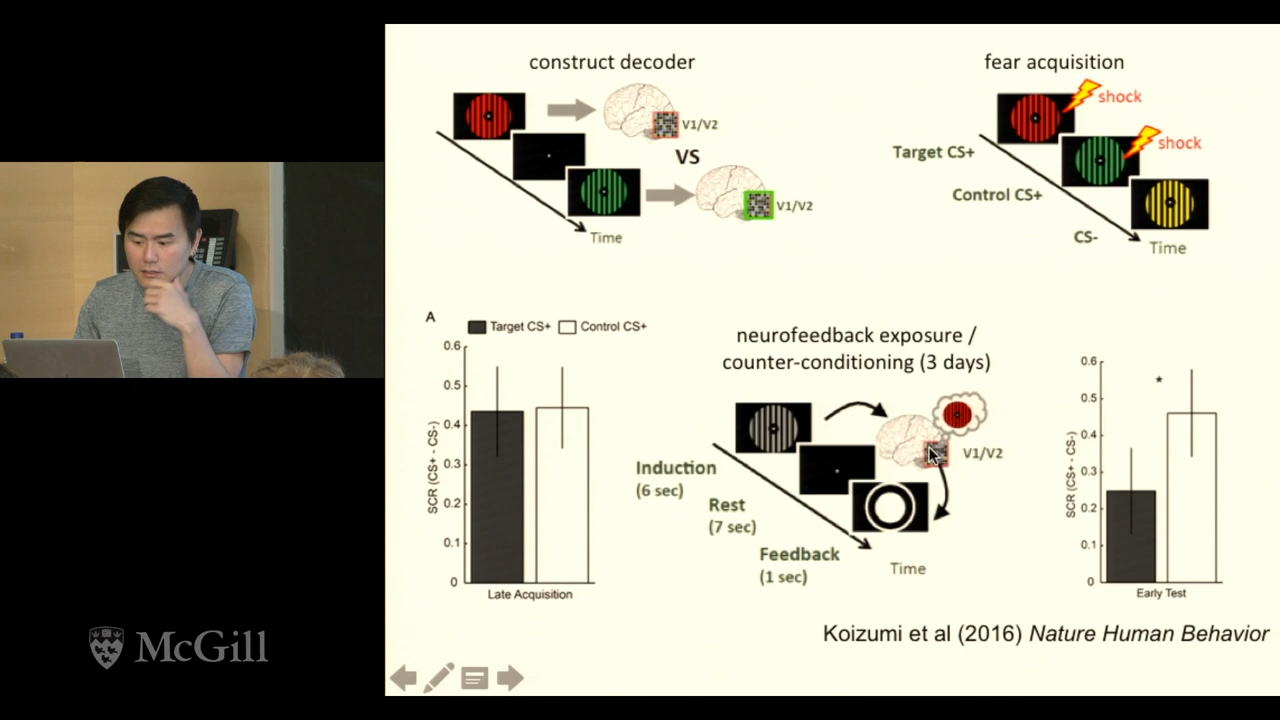 construct decoder
V1/V2
VS
V1/V2
Time
fear acquisition
shock
shock
Target CS+
Control CS+
CS-
Time
A
Target CS+
Control CS+
0.6
0.5
0.4
0.3
0.2
0.1
0
SCR (CS+ - CS-)
Late Acquisition
neurofeedback exposure /
counter-conditioning (3 days)
V1/V2
Induction
(6 sec)
Rest
(7 sec)
Feedback
(1 sec)
Time
0.6
0.5
0.4
0.3
0.2
0.1
0
*
SCR (CS+ - CS-)
Early Test
Koizumi et al (2016) Nature Human Behavior
McGill